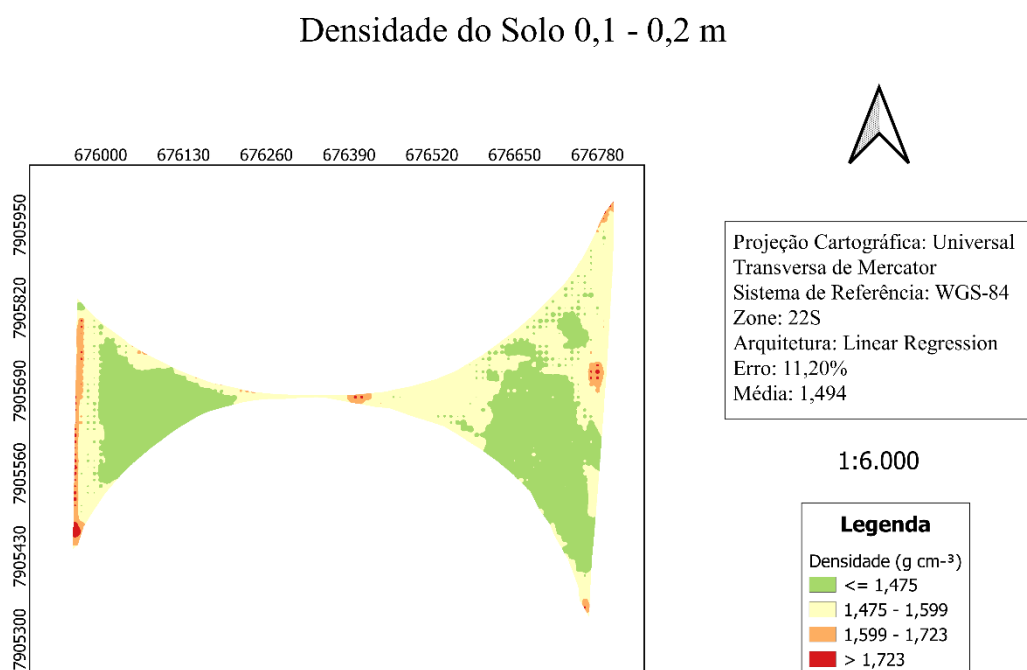 Densidade do Solo 0,1 - 0,2 m
676000 676130 676260 676390 676520 676650 676780
7905950
7905820
7905690
7905560
7905430
7905300
Projeção Cartográfica: Universal
Transversa de Mercator
Sistema de Referência: WGS-84
Zone: 22S
Arquitetura: Linear Regression
Erro: 11,20%
Média: 1,494
1:6.000
Legenda
Densidade (g cm-³)
<= 1,475
1,475 - 1,599
1,599 - 1,723
> 1,723